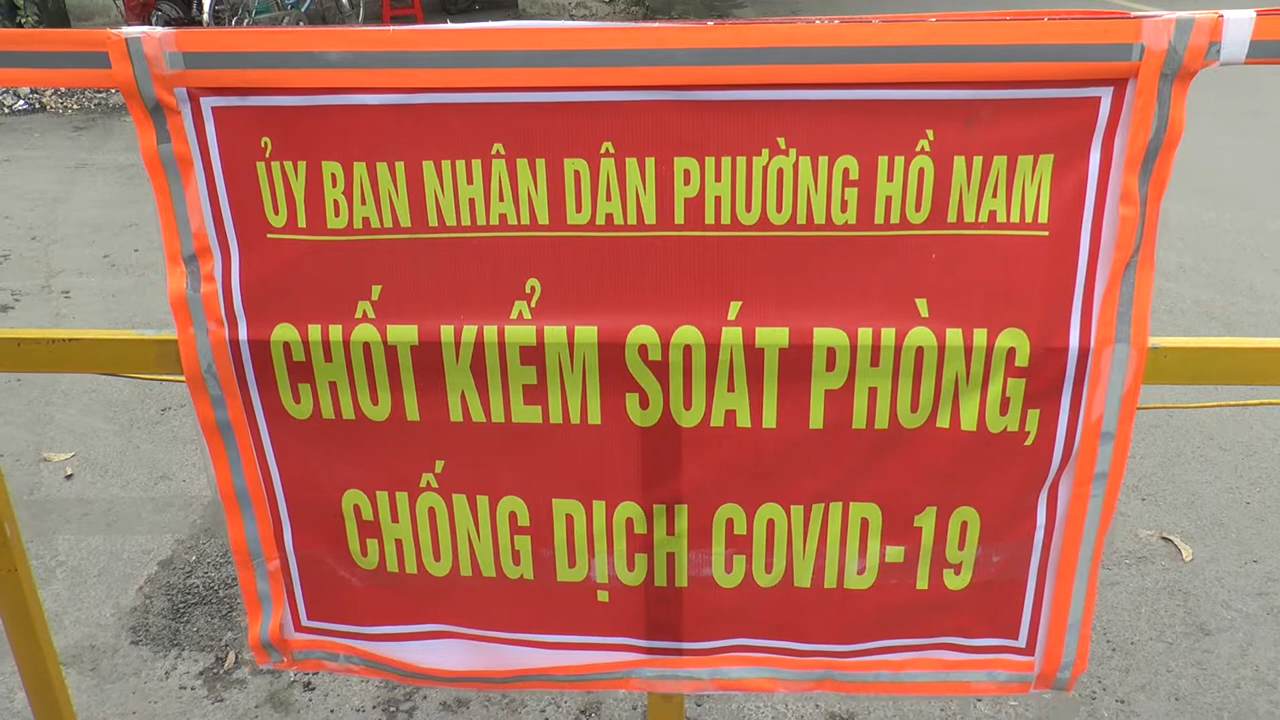 ỦY BAN NHÂN DÂN PHƯỜNG HỒ NAM
CHỐT KIỂM SOÁT PHÒNG,
CHỐNG DỊCH COVID-19